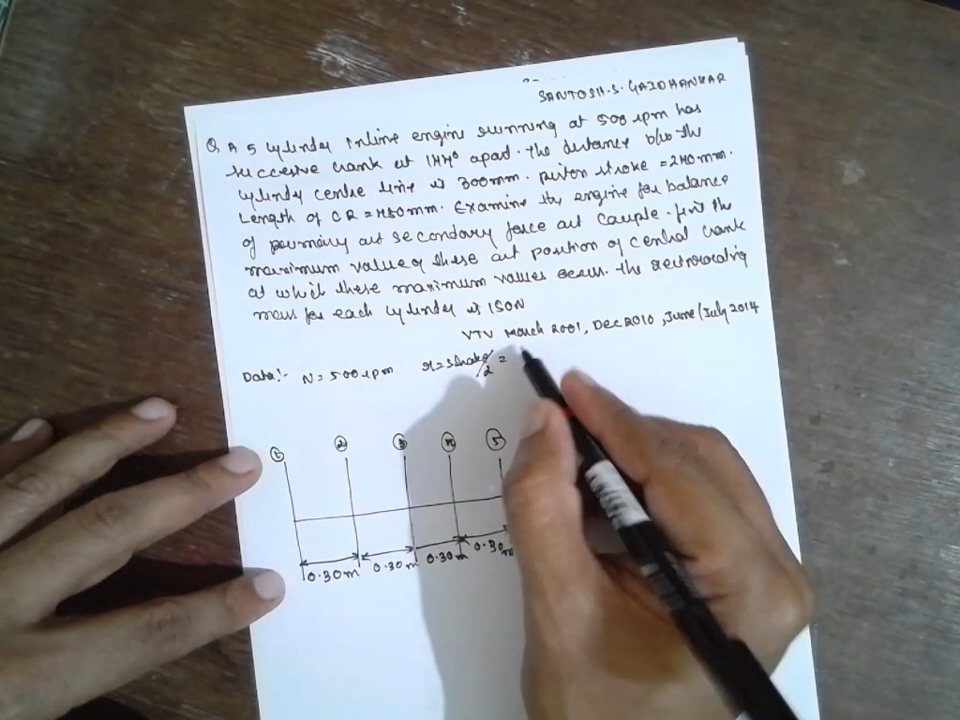 SANTOSH.S. GAIDHANKAR
Q. A 5 cylinder inline engine running at 500 rpm has
successive crank at 144° apart. The distance b/w the
cylinder centre line is 300mm. piston stroke = 240mm.
Length of CR = 480mm. Examine the engine for balance
of primary and secondary force and couple. find the
maximum value of these and position of central crank
at which these maximum values occur. The reciprocating
mass for each cylinder is 150N
VTU March 2001, Dec 2010, June/July 2014
Data:- N = 500 rpm r = stroke/2 =
1 2 3 4 5
0.30m 0.30m 0.30m 0.30m